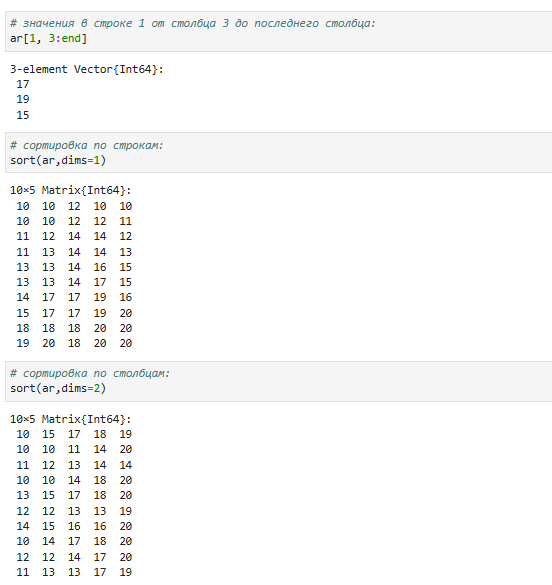 # значения в строке 1 от столбца 3 до последнего столбца:
ar[1, 3:end]
3-element Vector{Int64}:
17
19
15
# сортировка по строкам:
sort(ar,dims=1)
10×5 Matrix{Int64}:
10 10 12 10 10
10 10 12 12 11
11 12 14 14 12
11 13 14 14 13
13 13 14 16 15
13 13 14 17 15
14 17 17 19 16
15 17 17 19 20
18 18 18 20 20
19 20 18 20 20
# сортировка по столбцам:
sort(ar,dims=2)
10×5 Matrix{Int64}:
10 15 17 18 19
10 10 11 14 20
11 12 13 14 14
10 10 14 18 20
13 15 17 18 20
12 12 13 13 19
14 15 16 16 20
10 14 17 18 20
12 12 14 17 20
11 13 13 17 19